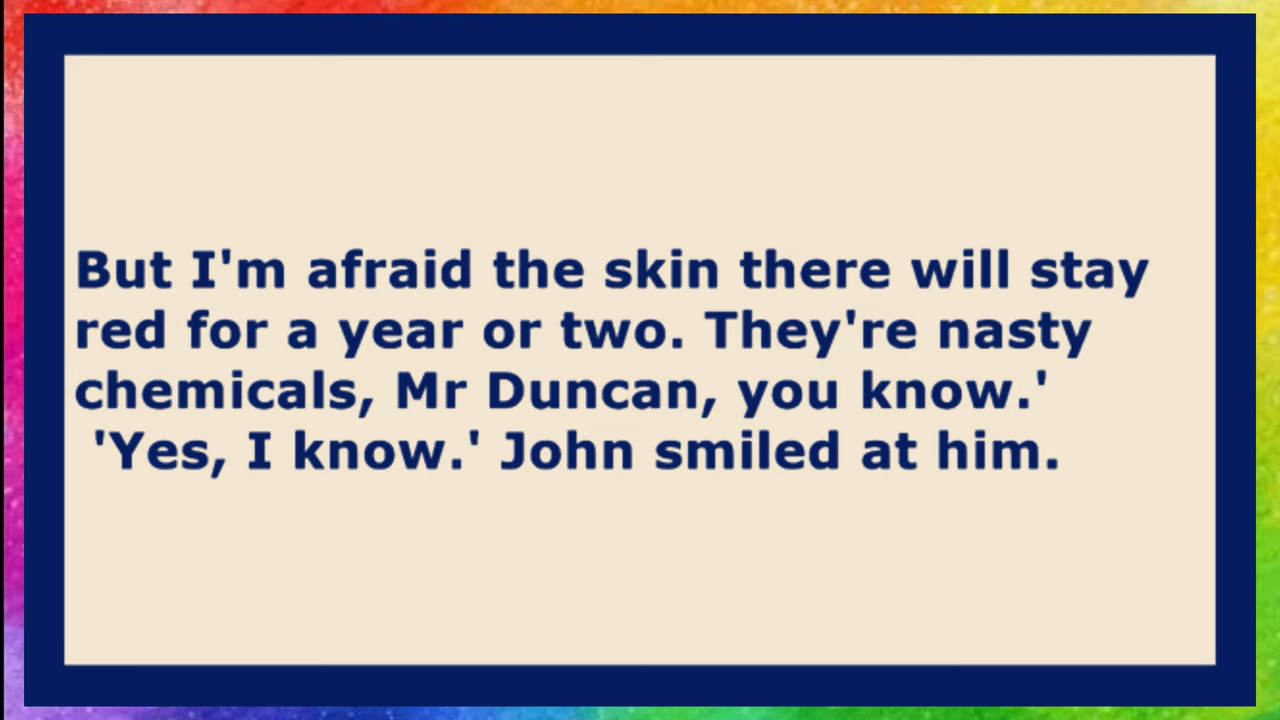 But I'm afraid the skin there will stay
red for a year or two. They're nasty
chemicals, Mr Duncan, you know.'
'Yes, I know.' John smiled at him.